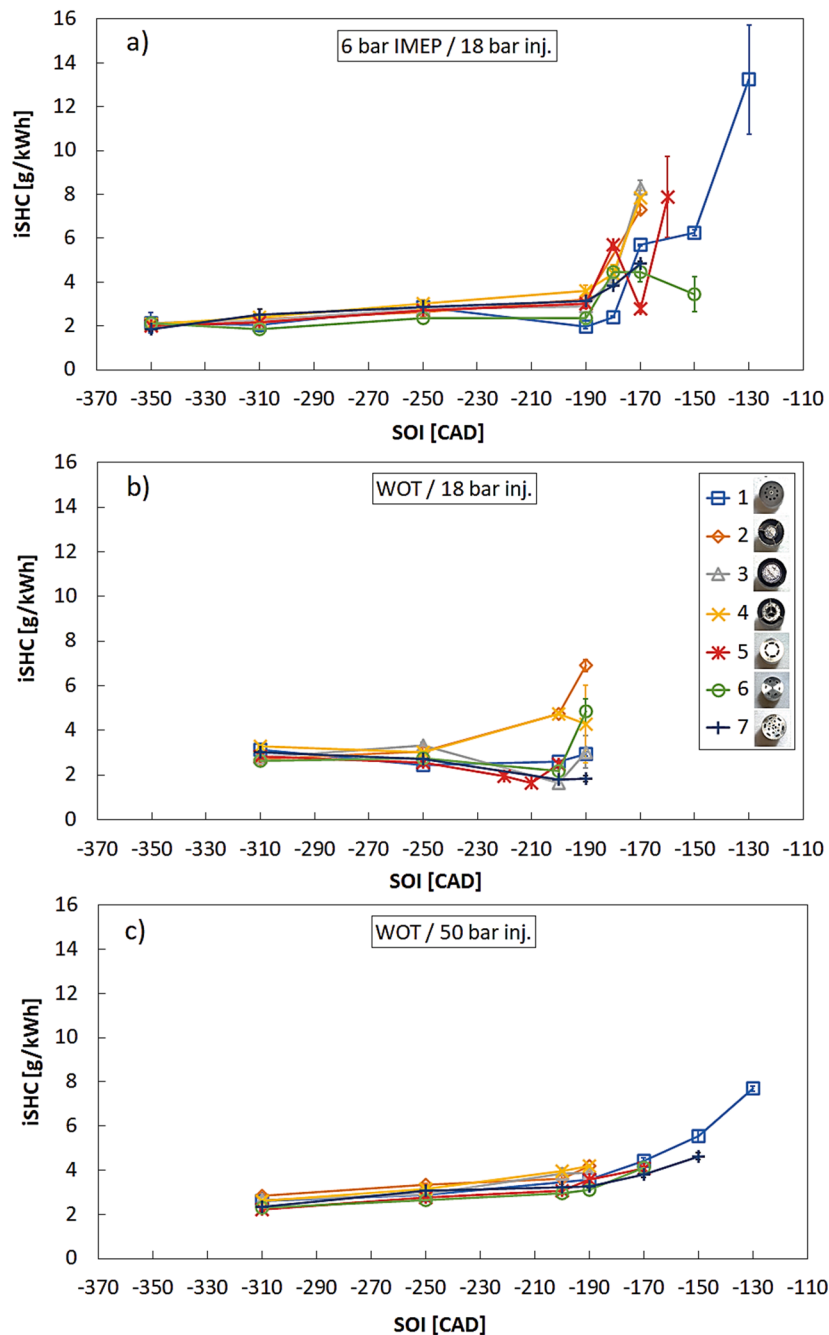 a)
6 bar IMEP / 18 bar inj.
iSHC [g/kWh]
16
14
12
10
8
6
4
2
0
-370 -350 -330 -310 -290 -270 -250 -230 -210 -190 -170 -150 -130 -110
SOI [CAD]
b)
WOT / 18 bar inj.
iSHC [g/kWh]
16
14
12
10
8
6
4
2
0
1
2
3
4
5
6
7
-370 -350 -330 -310 -290 -270 -250 -230 -210 -190 -170 -150 -130 -110
SOI [CAD]
c)
WOT / 50 bar inj.
iSHC [g/kWh]
16
14
12
10
8
6
4
2
0
-370 -350 -330 -310 -290 -270 -250 -230 -210 -190 -170 -150 -130 -110
SOI [CAD]